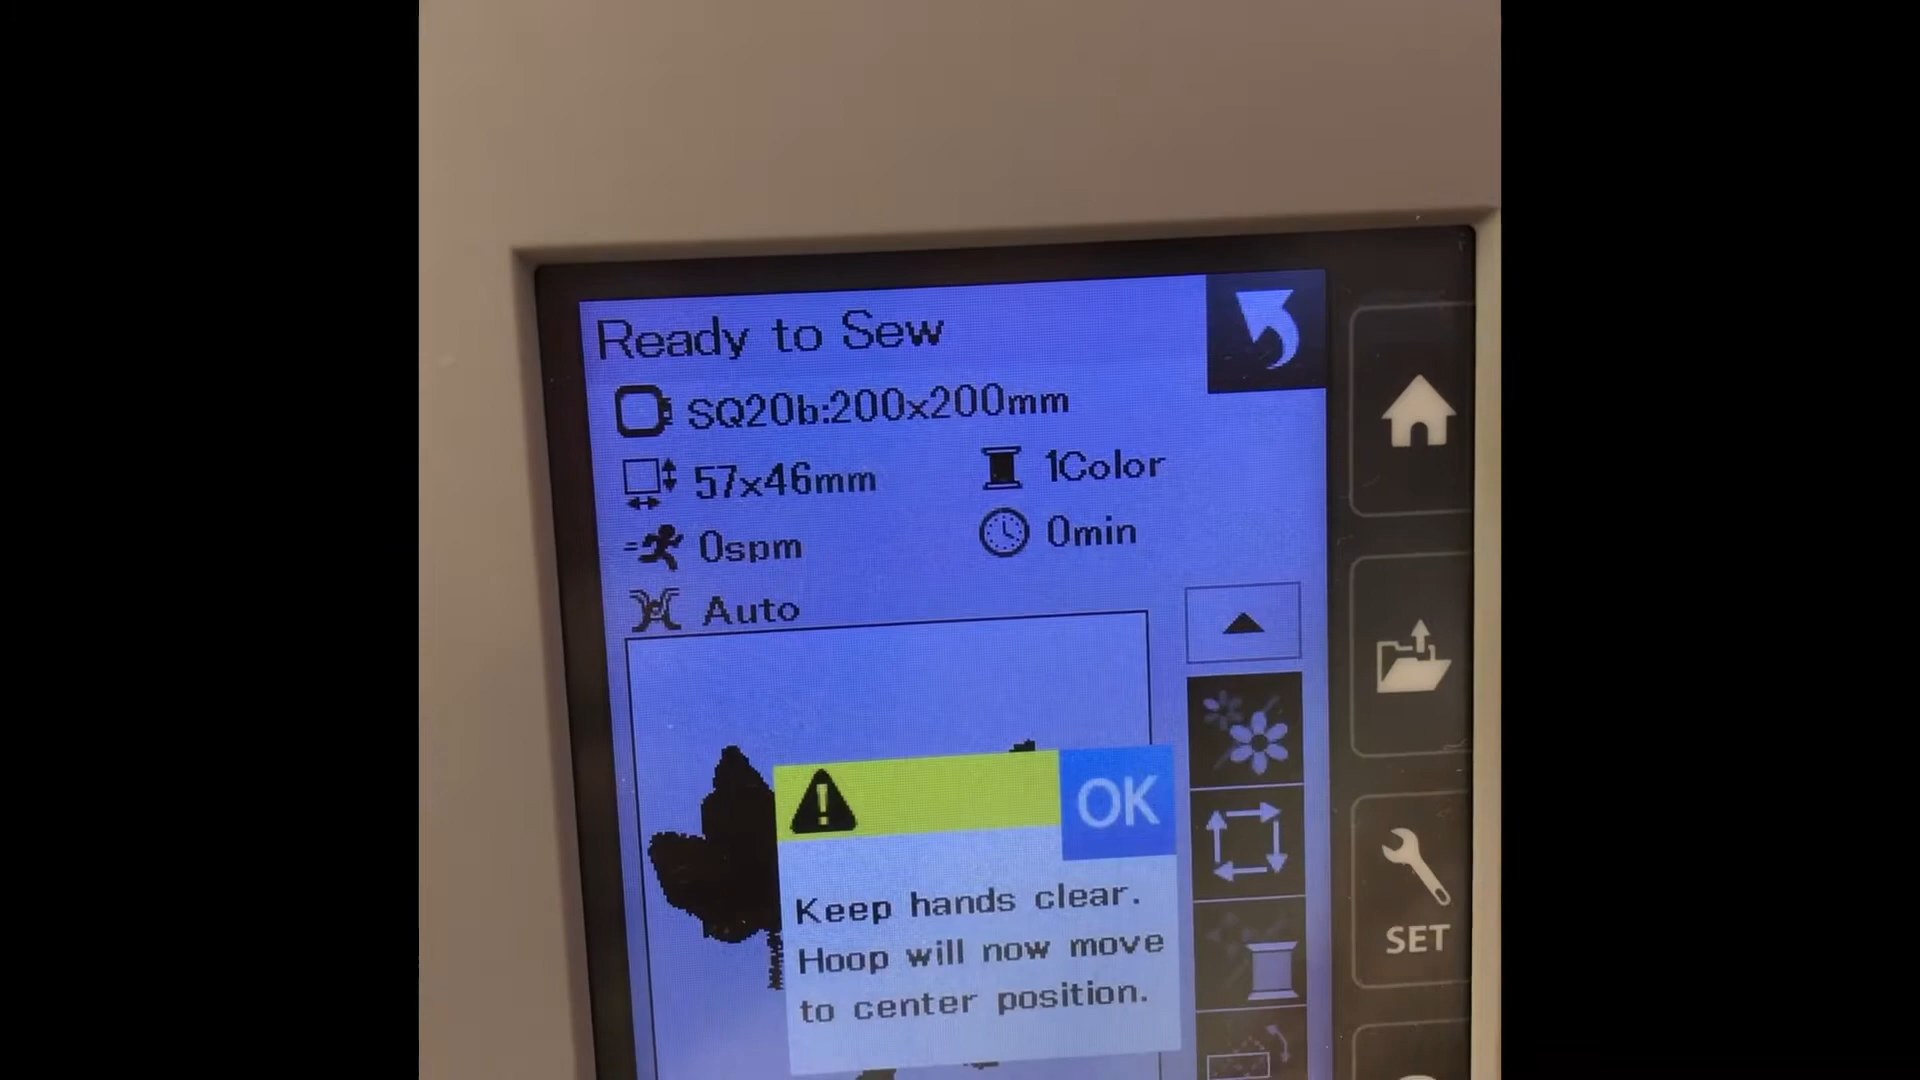 Ready to Sew
SQ20b:200x200mm
57x46mm
1Color
0spm
0min
Auto
OK
Keep hands clear.
Hoop will now move
to center position.
SET